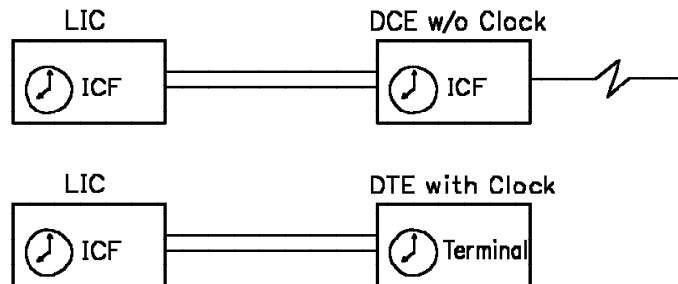 LIC DCE w/o Clock
ICF ICF
LIC DTE with Clock
ICF Terminal